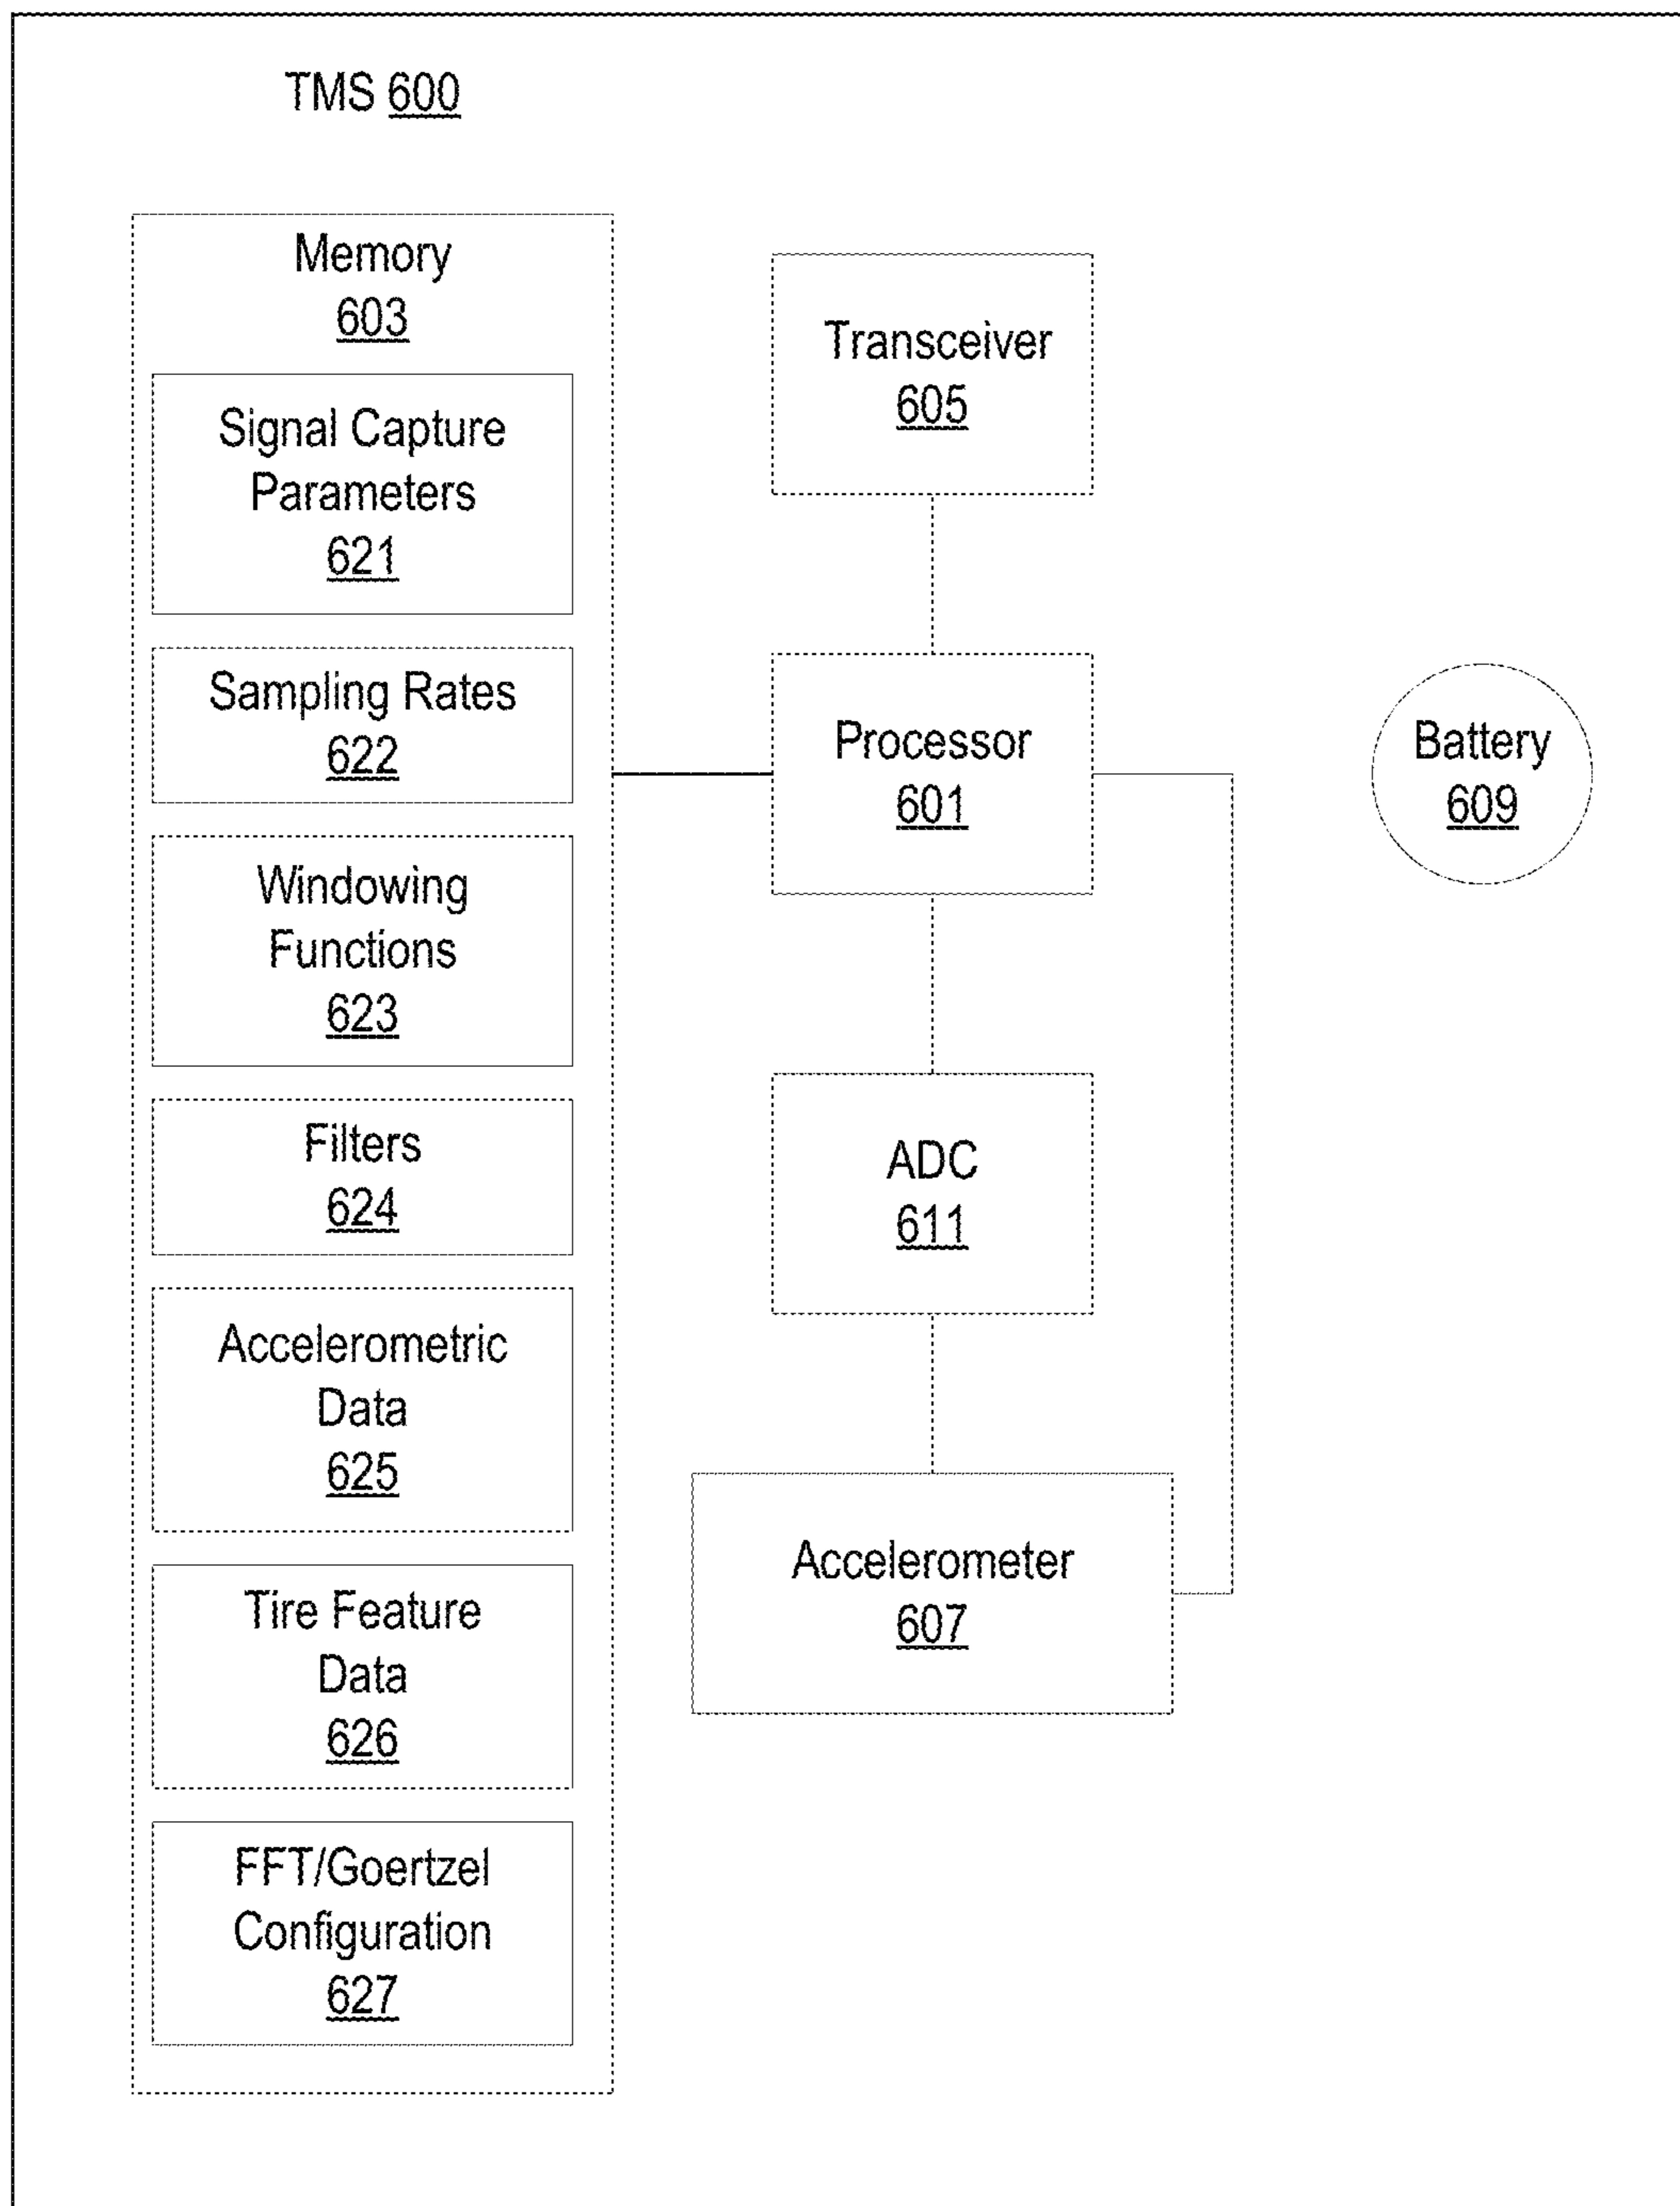 TMS 600
Memory
603
Signal Capture
Parameters
621
Sampling Rates
622
Windowing
Functions
623
Filters
624
Accelerometric
Data
625
Tire Feature
Data
626
FFT/Goertzel
Configuration
627
Transceiver
605
Processor
601
ADC
611
Accelerometer
607
Battery
609